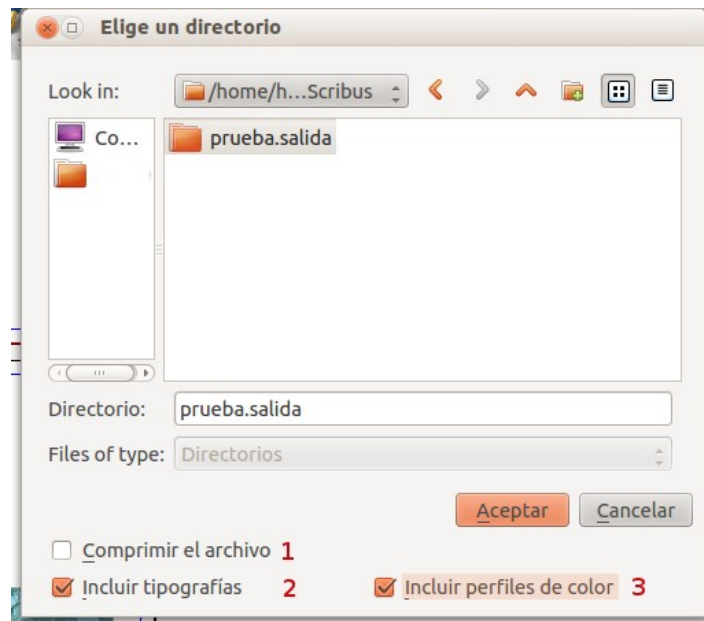 Elige un directorio
Look in: /home/h...Scribus
Co... prueba.salida
Directorio: prueba.salida
Files of type: Directorios
Aceptar Cancelar
Comprimir el archivo 1
Incluir tipografías 2 Incluir perfiles de color 3